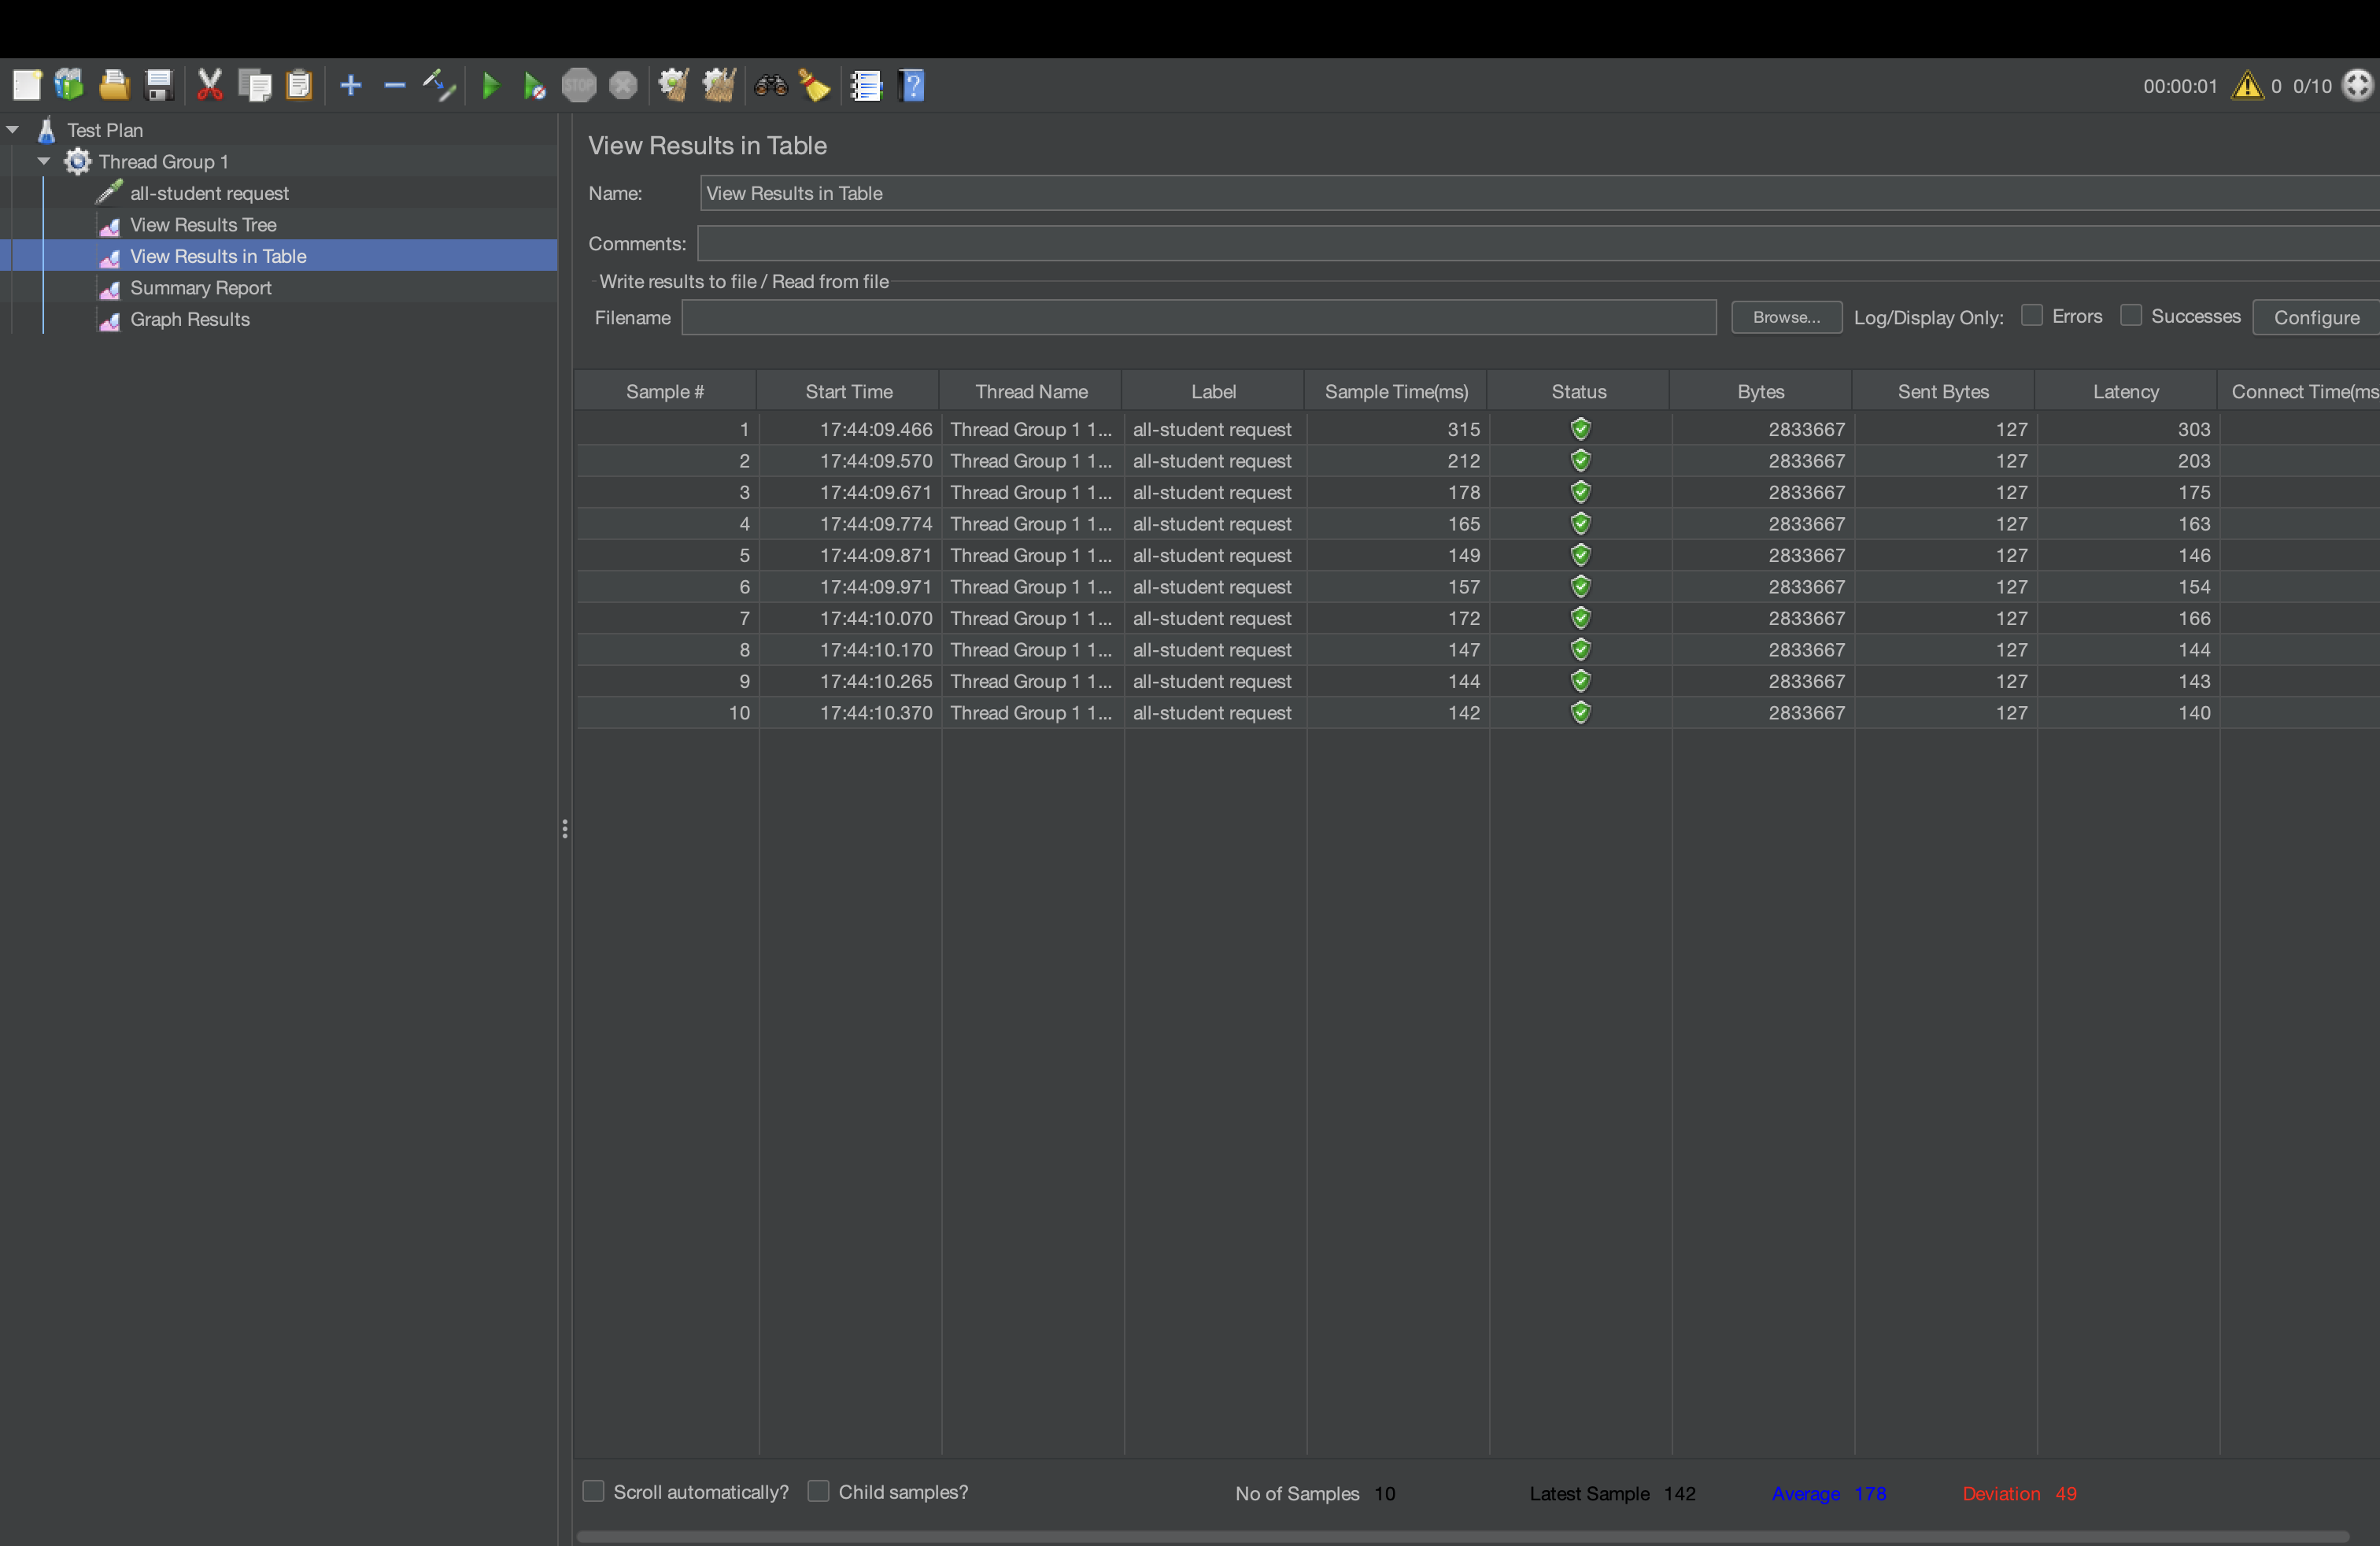 STOP
00:00:01 0 0/10
Test Plan
Thread Group 1
all-student request
View Results Tree
View Results in Table
Summary Report
Graph Results
View Results in Table
Name: View Results in Table
Comments:
Write results to file / Read from file
Filename Browse... Log/Display Only: Errors Successes Configure
Sample # Start Time Thread Name Label Sample Time(ms) Status Bytes Sent Bytes Latency Connect Time(ms
1 17:44:09.466 Thread Group 1 1... all-student request 315 2833667 127 303
2 17:44:09.570 Thread Group 1 1... all-student request 212 2833667 127 203
3 17:44:09.671 Thread Group 1 1... all-student request 178 2833667 127 175
4 17:44:09.774 Thread Group 1 1... all-student request 165 2833667 127 163
5 17:44:09.871 Thread Group 1 1... all-student request 149 2833667 127 146
6 17:44:09.971 Thread Group 1 1... all-student request 157 2833667 127 154
7 17:44:10.070 Thread Group 1 1... all-student request 172 2833667 127 166
8 17:44:10.170 Thread Group 1 1... all-student request 147 2833667 127 144
9 17:44:10.265 Thread Group 1 1... all-student request 144 2833667 127 143
10 17:44:10.370 Thread Group 1 1... all-student request 142 2833667 127 140
Scroll automatically? Child samples? No of Samples 10 Latest Sample 142 Average 178 Deviation 49